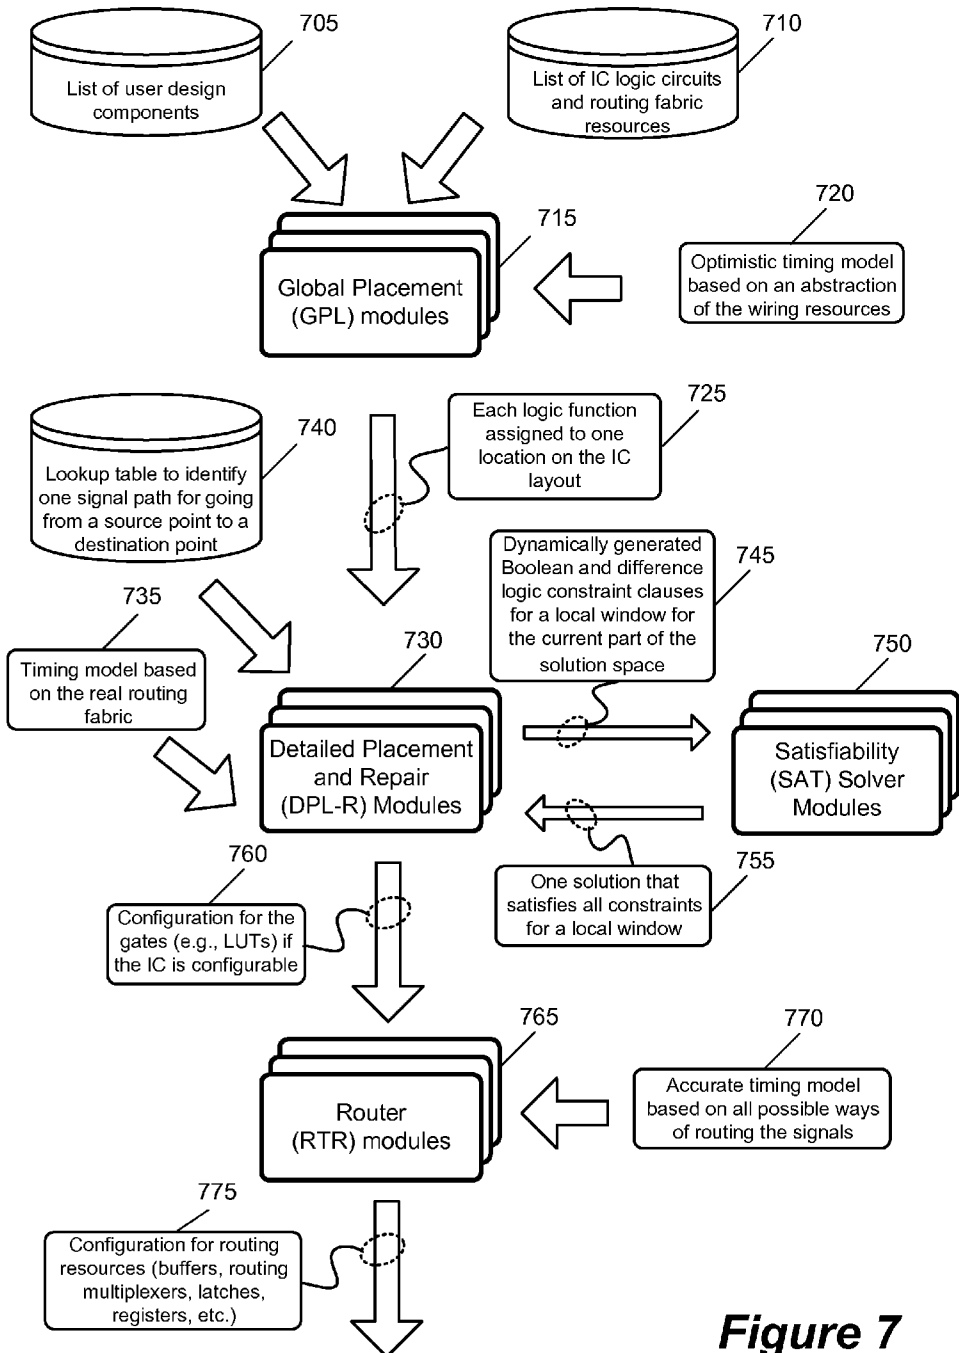 705
List of user design
components
710
List of IC logic circuits
and routing fabric
resources
715
Global Placement
(GPL) modules
720
Optimistic timing model
based on an abstraction
of the wiring resources
725
Each logic function
assigned to one
location on the IC
layout
740
Lookup table to identify
one signal path for going
from a source point to a
destination point
735
Timing model based
on the real routing
fabric
745
Dynamically generated
Boolean and difference
logic constraint clauses
for a local window for
the current part of the
solution space
730
Detailed Placement
and Repair
(DPL-R) Modules
750
Satisfiability
(SAT) Solver
Modules
755
One solution that
satisfies all constraints
for a local window
760
Configuration for the
gates (e.g., LUTs) if
the IC is configurable
765
Router
(RTR) modules
770
Accurate timing model
based on all possible ways
of routing the signals
775
Configuration for routing
resources (buffers, routing
multiplexers, latches,
registers, etc.)
Figure 7